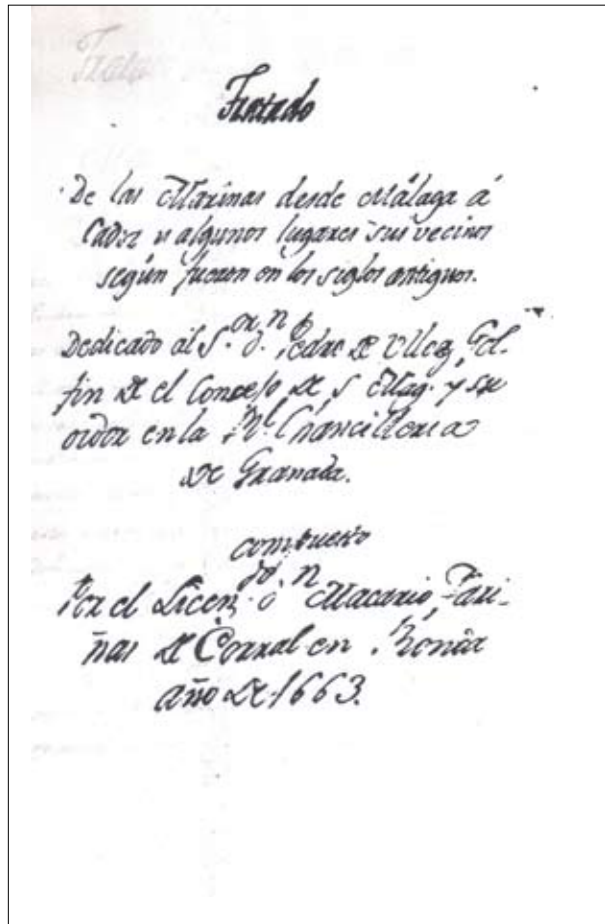 Tratado
De las Marinas desde Málaga á
Cadiz y algunos lugares sus vecinos
según fueron en los siglos antiguos.
Dedicado al S.or D.n Pedro de Ulloa, Gol-
fin de el Consejo de S Mag. y su
oidor en la R.l Chancilleria
De Granada.
compuesto
Por el Licen.do D.n Macario Fari-
ñas de Corral en Ronda
año de 1663.